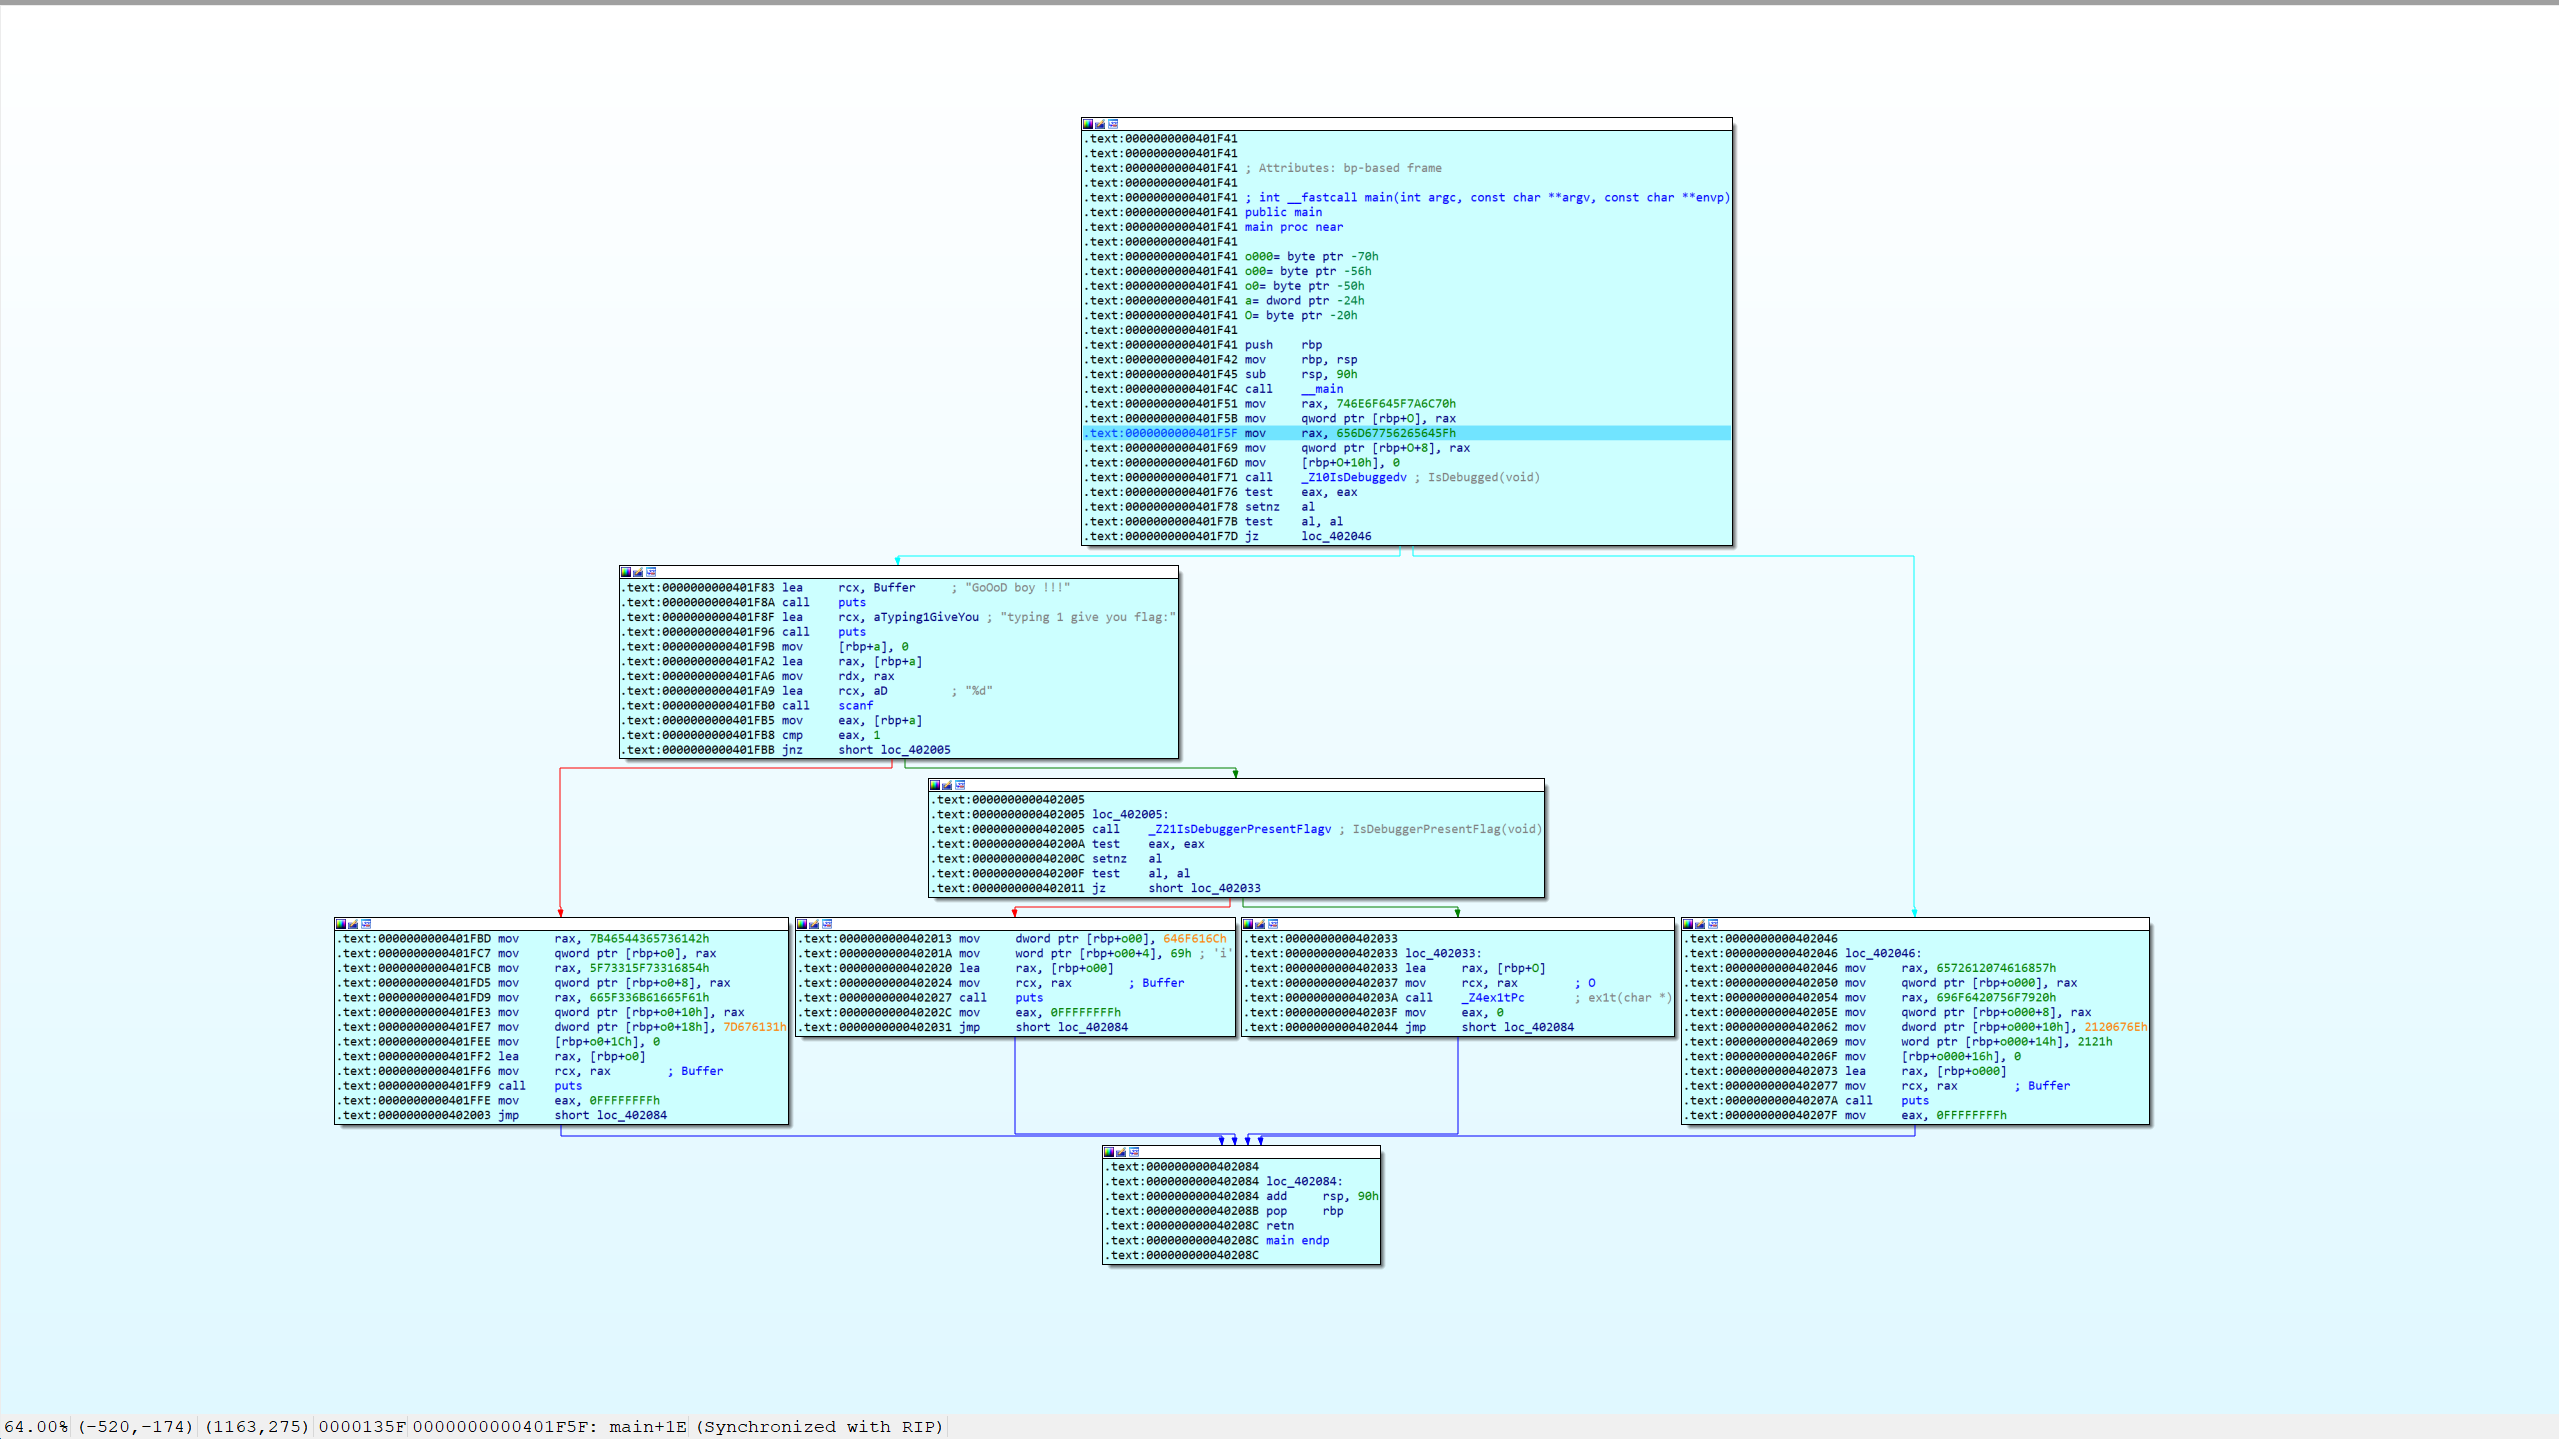 .text:0000000000401F41
.text:0000000000401F41
.text:0000000000401F41 ; Attributes: bp-based frame
.text:0000000000401F41
.text:0000000000401F41 ; int __fastcall main(int argc, const char **argv, const char **envp)
.text:0000000000401F41 public main
.text:0000000000401F41 main proc near
.text:0000000000401F41
.text:0000000000401F41 o000= byte ptr -70h
.text:0000000000401F41 o00= byte ptr -56h
.text:0000000000401F41 o0= byte ptr -50h
.text:0000000000401F41 a= dword ptr -24h
.text:0000000000401F41 O= byte ptr -20h
.text:0000000000401F41
.text:0000000000401F41 push rbp
.text:0000000000401F42 mov rbp, rsp
.text:0000000000401F45 sub rsp, 90h
.text:0000000000401F4C call __main
.text:0000000000401F51 mov rax, 746E6F645F7A6C70h
.text:0000000000401F5B mov qword ptr [rbp+O], rax
.text:0000000000401F5F mov rax, 656D67756265645Fh
.text:0000000000401F69 mov qword ptr [rbp+O+8], rax
.text:0000000000401F6D mov [rbp+O+10h], 0
.text:0000000000401F71 call _Z10IsDebuggedv ; IsDebugged(void)
.text:0000000000401F76 test eax, eax
.text:0000000000401F78 setnz al
.text:0000000000401F7B test al, al
.text:0000000000401F7D jz loc_402046
.text:0000000000401F83 lea rcx, Buffer ; "GoOoD boy !!!"
.text:0000000000401F8A call puts
.text:0000000000401F8F lea rcx, aTyping1GiveYou ; "typing 1 give you flag:"
.text:0000000000401F96 call puts
.text:0000000000401F9B mov [rbp+a], 0
.text:0000000000401FA2 lea rax, [rbp+a]
.text:0000000000401FA6 mov rdx, rax
.text:0000000000401FA9 lea rcx, aD ; "%d"
.text:0000000000401FB0 call scanf
.text:0000000000401FB5 mov eax, [rbp+a]
.text:0000000000401FB8 cmp eax, 1
.text:0000000000401FBB jnz short loc_402005
.text:0000000000402005
.text:0000000000402005 loc_402005:
.text:0000000000402005 call _Z21IsDebuggerPresentFlagv ; IsDebuggerPresentFlag(void)
.text:000000000040200A test eax, eax
.text:000000000040200C setnz al
.text:000000000040200F test al, al
.text:0000000000402011 jz short loc_402033
.text:0000000000401FBD mov rax, 7B46544365736142h
.text:0000000000401FC7 mov qword ptr [rbp+o0], rax
.text:0000000000401FCB mov rax, 5F73315F73316854h
.text:0000000000401FD5 mov qword ptr [rbp+o0+8], rax
.text:0000000000401FD9 mov rax, 665F336B61665F61h
.text:0000000000401FE3 mov qword ptr [rbp+o0+10h], rax
.text:0000000000401FE7 mov dword ptr [rbp+o0+18h], 7D676131h
.text:0000000000401FEE mov [rbp+o0+1Ch], 0
.text:0000000000401FF2 lea rax, [rbp+o0]
.text:0000000000401FF6 mov rcx, rax ; Buffer
.text:0000000000401FF9 call puts
.text:0000000000401FFE mov eax, 0FFFFFFFFh
.text:0000000000402003 jmp short loc_402084
.text:0000000000402013 mov dword ptr [rbp+o00], 646F616Ch
.text:000000000040201A mov word ptr [rbp+o00+4], 69h ; 'i'
.text:0000000000402020 lea rax, [rbp+o00]
.text:0000000000402024 mov rcx, rax ; Buffer
.text:0000000000402027 call puts
.text:000000000040202C mov eax, 0FFFFFFFFh
.text:0000000000402031 jmp short loc_402084
.text:0000000000402033
.text:0000000000402033 loc_402033:
.text:0000000000402033 lea rax, [rbp+O]
.text:0000000000402037 mov rcx, rax ; O
.text:000000000040203A call _Z4ex1tPc ; ex1t(char *)
.text:000000000040203F mov eax, 0
.text:0000000000402044 jmp short loc_402084
.text:0000000000402046
.text:0000000000402046 loc_402046:
.text:0000000000402046 mov rax, 6572612074616857h
.text:0000000000402050 mov qword ptr [rbp+o000], rax
.text:0000000000402054 mov rax, 696F6420756F7920h
.text:000000000040205E mov qword ptr [rbp+o000+8], rax
.text:0000000000402062 mov dword ptr [rbp+o000+10h], 2120676Eh
.text:0000000000402069 mov word ptr [rbp+o000+14h], 2121h
.text:000000000040206F mov [rbp+o000+16h], 0
.text:0000000000402073 lea rax, [rbp+o000]
.text:0000000000402077 mov rcx, rax ; Buffer
.text:000000000040207A call puts
.text:000000000040207F mov eax, 0FFFFFFFFh
.text:0000000000402084
.text:0000000000402084 loc_402084:
.text:0000000000402084 add rsp, 90h
.text:000000000040208B pop rbp
.text:000000000040208C retn
.text:000000000040208C main endp
.text:000000000040208C
64.00% (-520,-174) (1163,275) 0000135F 0000000000401F5F: main+1E (Synchronized with RIP)